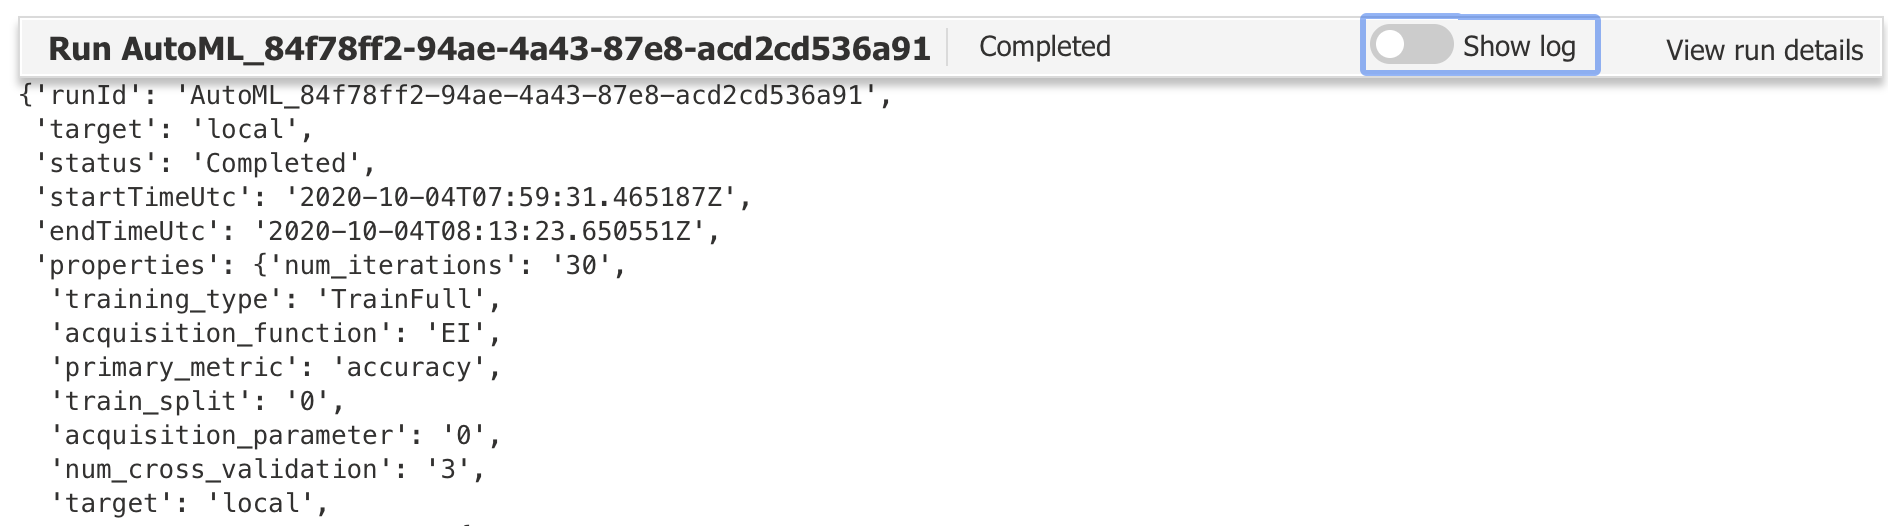 Run AutoML_84f78ff2-94ae-4a43-87e8-acd2cd536a91 Completed Show log View run details
{'runId': 'AutoML_84f78ff2-94ae-4a43-87e8-acd2cd536a91',
'target': 'local',
'status': 'Completed',
'startTimeUtc': '2020-10-04T07:59:31.465187Z',
'endTimeUtc': '2020-10-04T08:13:23.650551Z',
'properties': {'num_iterations': '30',
'training_type': 'TrainFull',
'acquisition_function': 'EI',
'primary_metric': 'accuracy',
'train_split': '0',
'acquisition_parameter': '0',
'num_cross_validation': '3',
'target': 'local',